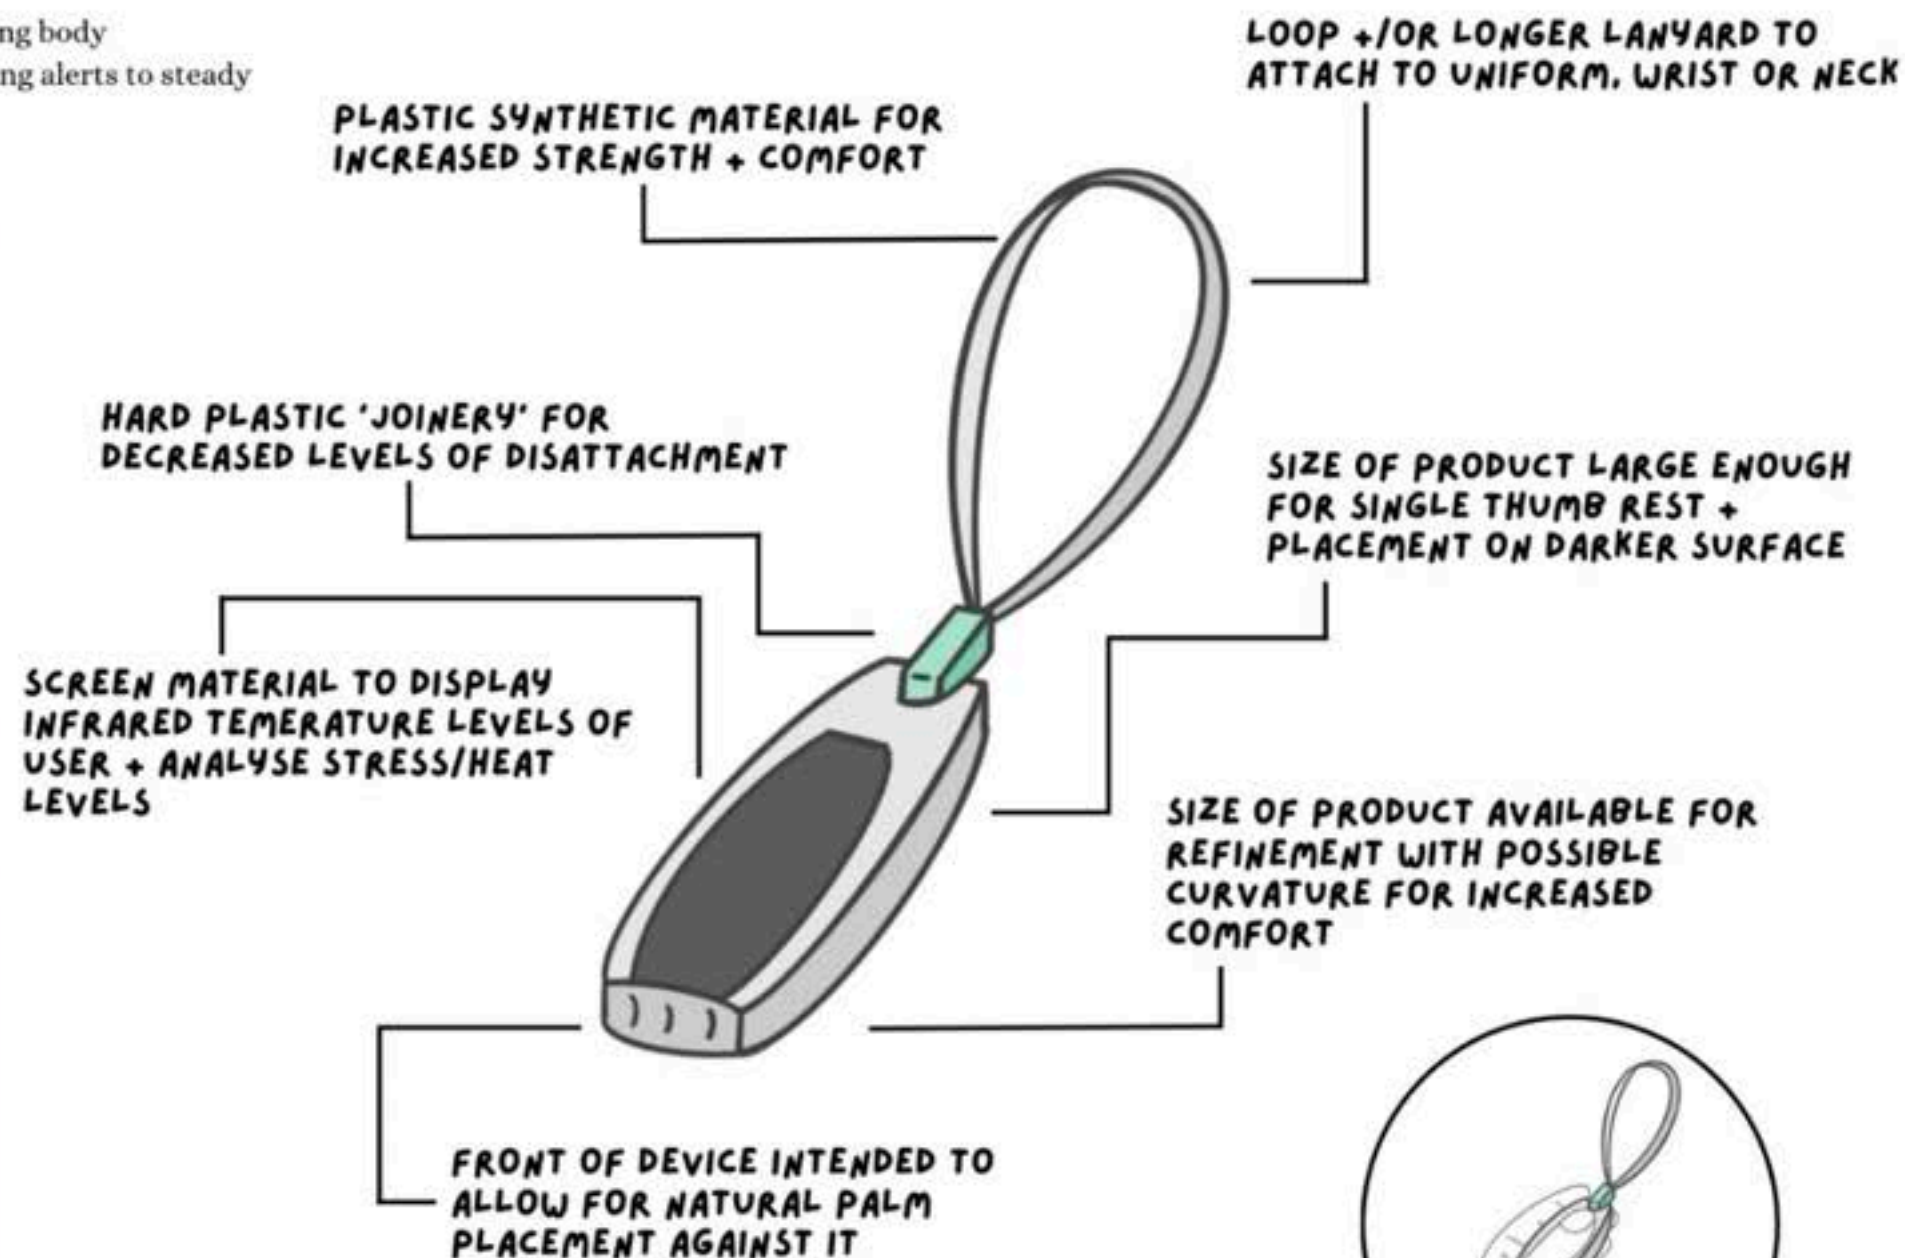 ng body
ng alerts to steady
LOOP +/OR LONGER LANYARD TO
ATTACH TO UNIFORM, WRIST OR NECK
PLASTIC SYNTHETIC MATERIAL FOR
INCREASED STRENGTH + COMFORT
HARD PLASTIC 'JOINERY' FOR
DECREASED LEVELS OF DISATTACHMENT
SIZE OF PRODUCT LARGE ENOUGH
FOR SINGLE THUMB REST +
PLACEMENT ON DARKER SURFACE
SCREEN MATERIAL TO DISPLAY
INFRARED TEMERATURE LEVELS OF
USER + ANALYSE STRESS/HEAT
LEVELS
SIZE OF PRODUCT AVAILABLE FOR
REFINEMENT WITH POSSIBLE
CURVATURE FOR INCREASED
COMFORT
FRONT OF DEVICE INTENDED TO
ALLOW FOR NATURAL PALM
PLACEMENT AGAINST IT